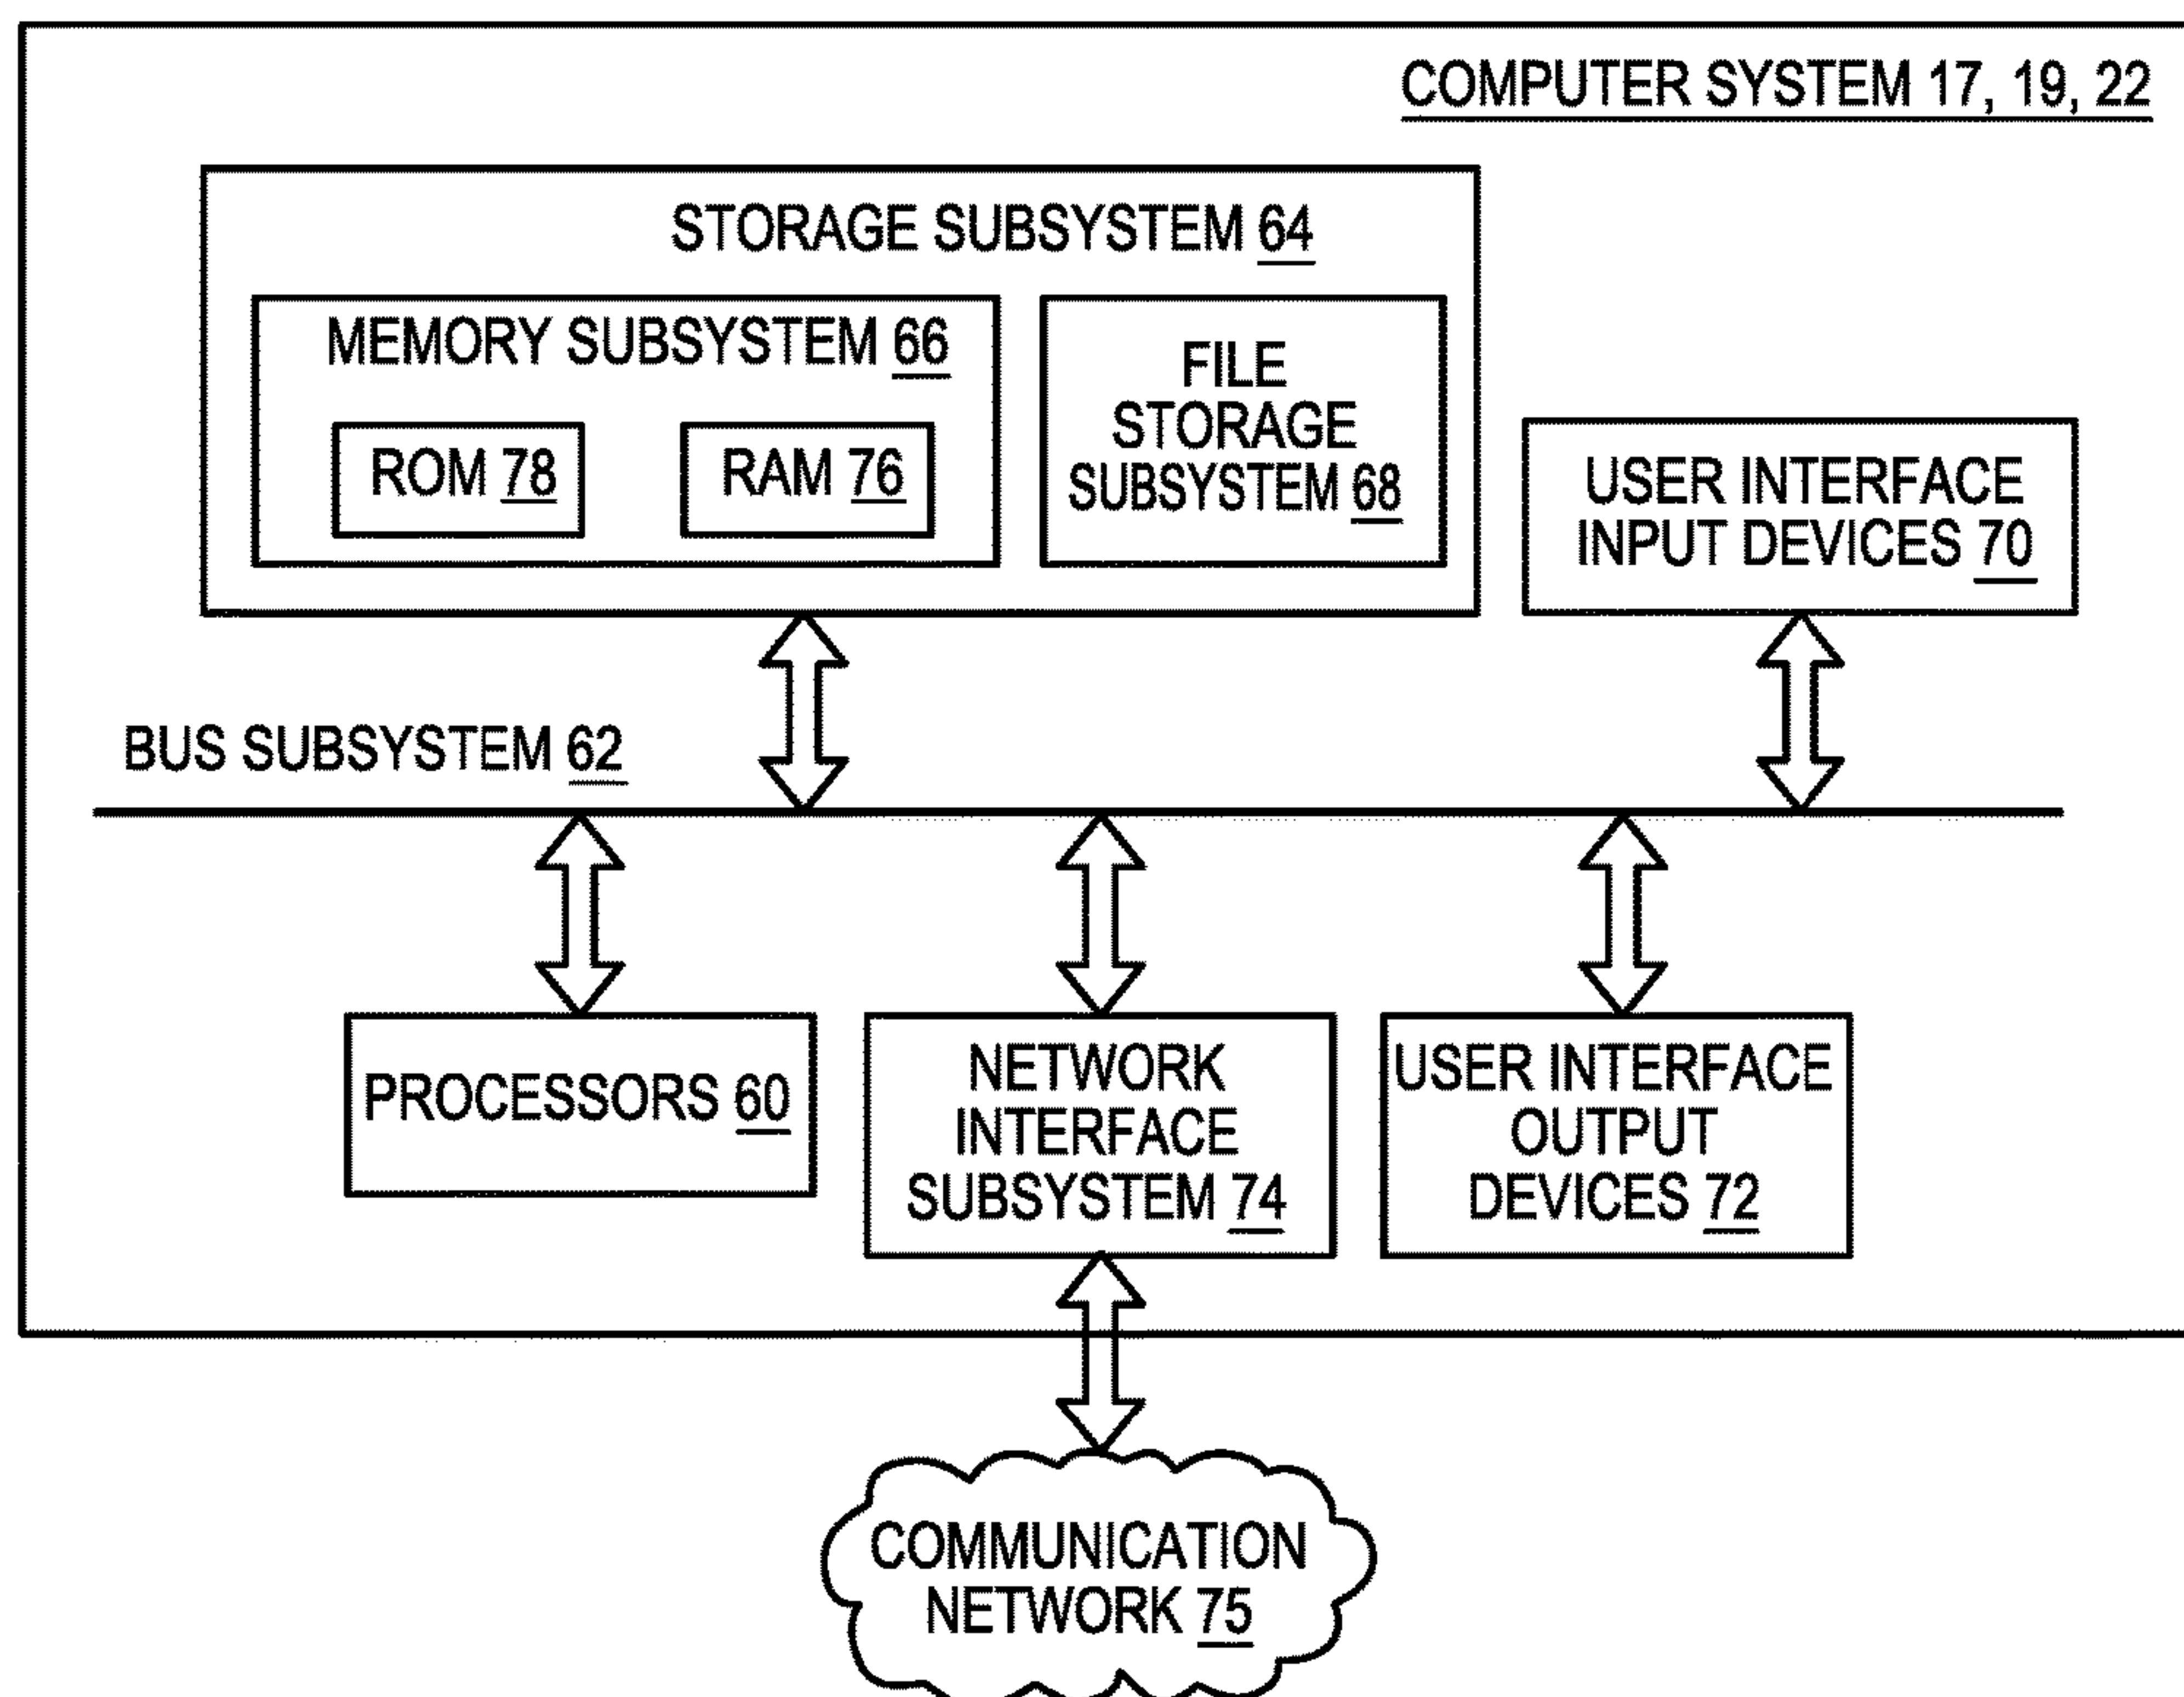 COMPUTER SYSTEM 17, 19, 22
STORAGE SUBSYSTEM 64
MEMORY SUBSYSTEM 66
ROM 78
RAM 76
FILE
STORAGE
SUBSYSTEM 68
USER INTERFACE
INPUT DEVICES 70
BUS SUBSYSTEM 62
PROCESSORS 60
NETWORK
INTERFACE
SUBSYSTEM 74
USER INTERFACE
OUTPUT
DEVICES 72
COMMUNICATION
NETWORK 75